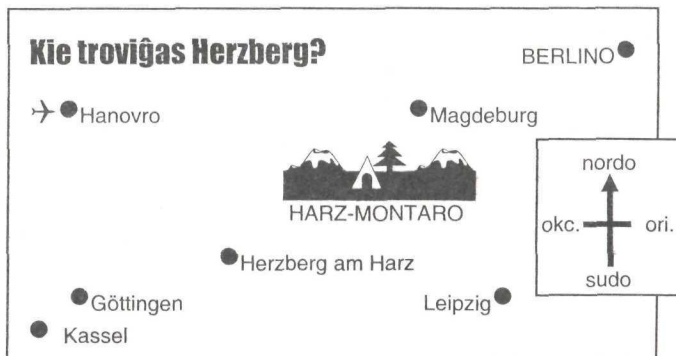 Kie troviĝas Herzberg?
BERLINO
Hanovro
Magdeburg
nordo
HARZ-MONTARO
okc.
ori.
Herzberg am Harz
sudo
Göttingen
Leipzig
Kassel